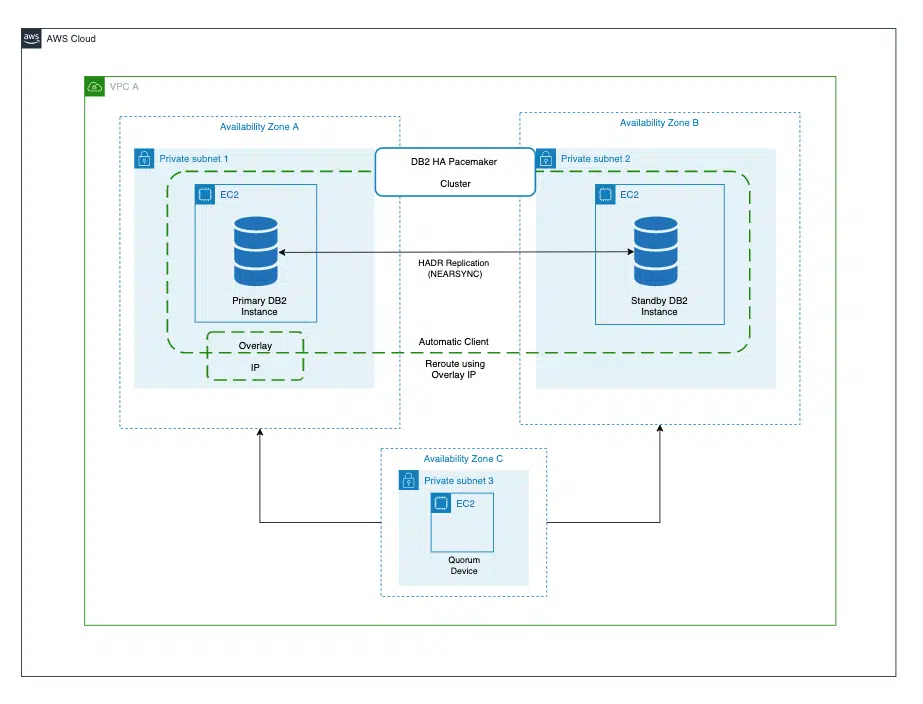 aws
AWS Cloud
VPC A
Availability Zone A
Availability Zone B
Private subnet 1
DB2 HA Pacemaker
Cluster
Private subnet 2
EC2
EC2
HADR Replication
(NEARSYNC)
Primary DB2
Instance
Standby DB2
Instance
Overlay
IP
Automatic Client
Reroute using
Overlay IP
Availability Zone C
Private subnet 3
EC2
Quorum
Device